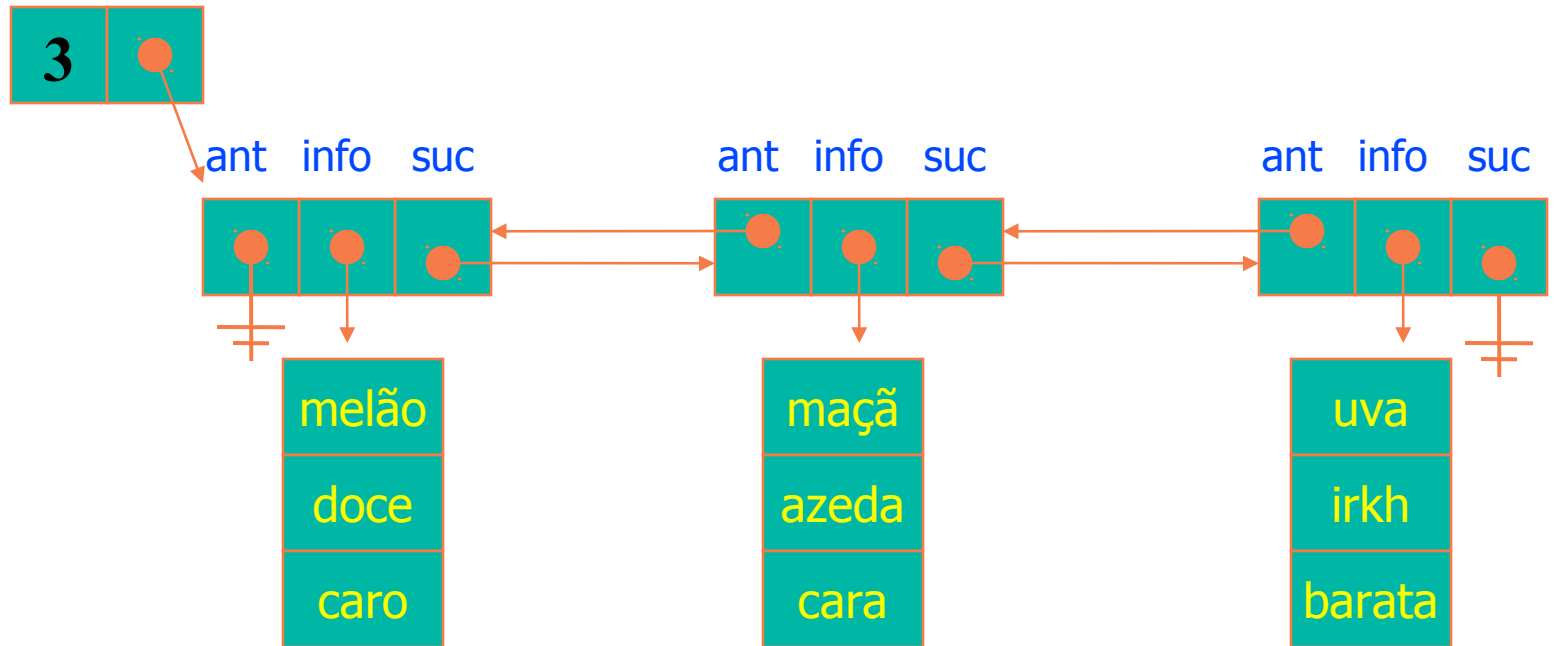 3
ant info suc
ant info suc
ant info suc
melão
doce
caro
maçã
azeda
cara
uva
irkh
barata